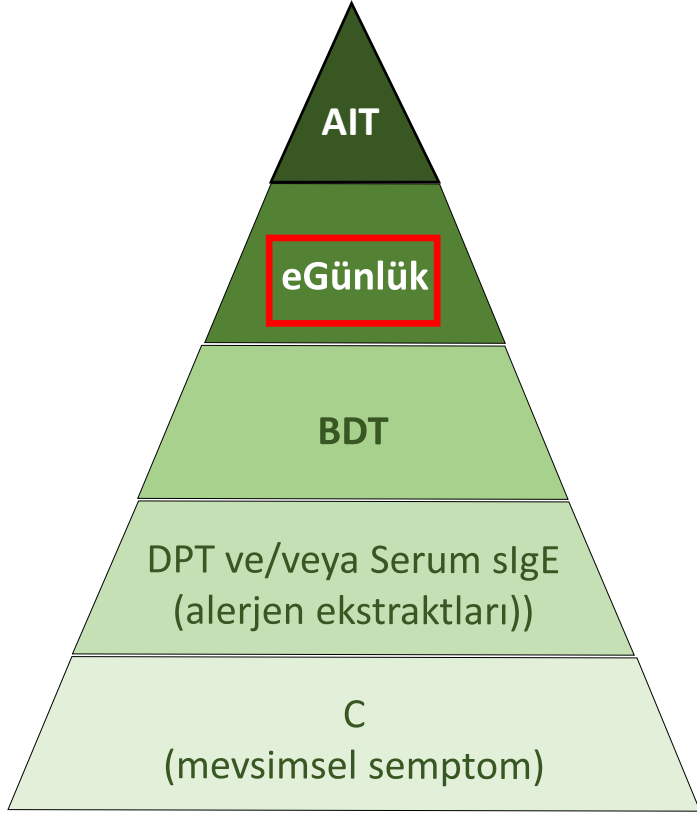 AIT
eGünlük
BDT
DPT ve/veya Serum sIgE
(alerjen ekstraktları))
C
(mevsimsel semptom)